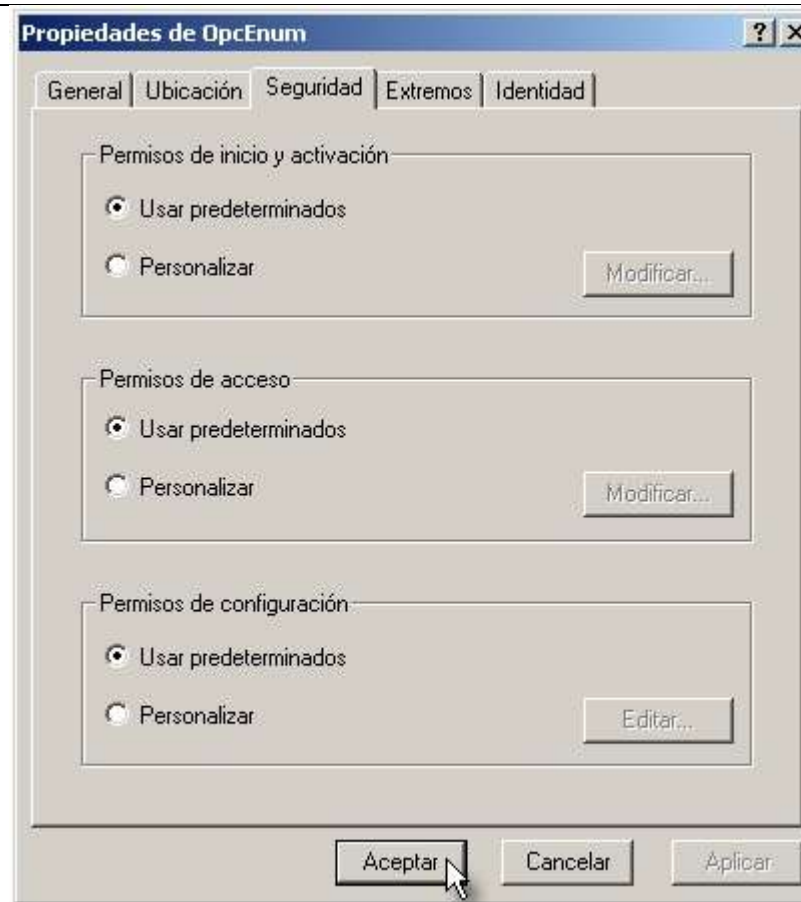 Propiedades de OpcEnum
General Ubicación Seguridad Extremos Identidad
Permisos de inicio y activación
Usar predeterminados
Personalizar
Modificar...
Permisos de acceso
Usar predeterminados
Personalizar
Modificar...
Permisos de configuración
Usar predeterminados
Personalizar
Editar...
Aceptar Cancelar Aplicar